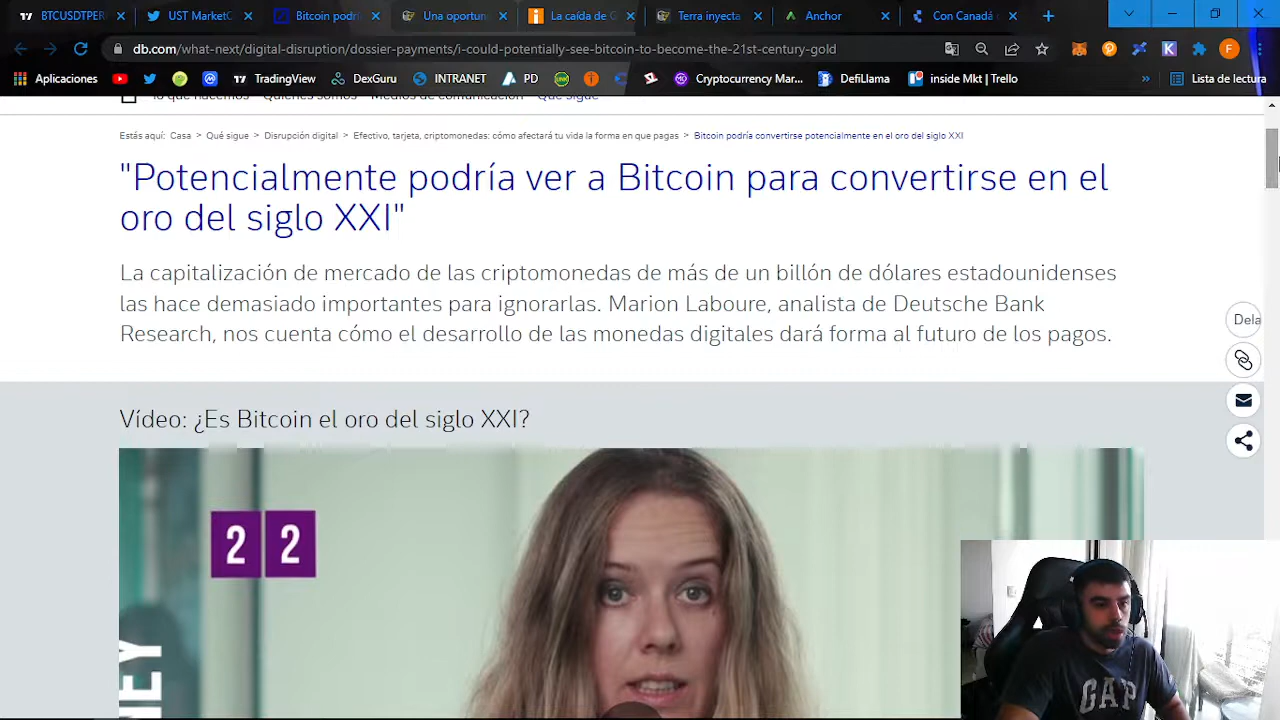 BTCUSDTPER
UST MarketC
Bitcoin podrí
Una oportun
La caída de G
Terra inyecta
Anchor
Con Canadá
db.com/what-next/digital-disruption/dossier-payments/i-could-potentially-see-bitcoin-to-become-the-21st-century-gold
F
Aplicaciones
TradingView
DexGuru
INTRANET
PD
Cryptocurrency Mar...
DefiLlama
inside Mkt | Trello
»
Lista de lectura
lo que hacemos Quiénes somos Medios de comunicación Qué sigue
Estás aquí: Casa > Qué sigue > Disrupción digital > Efectivo, tarjeta, criptomonedas: cómo afectará tu vida la forma en que pagas > Bitcoin podría convertirse potencialmente en el oro del siglo XXI
"Potencialmente podría ver a Bitcoin para convertirse en el
oro del siglo XXI"
La capitalización de mercado de las criptomonedas de más de un billón de dólares estadounidenses
las hace demasiado importantes para ignorarlas. Marion Laboure, analista de Deutsche Bank
Research, nos cuenta cómo el desarrollo de las monedas digitales dará forma al futuro de los pagos.
Dela
Vídeo: ¿Es Bitcoin el oro del siglo XXI?
22
NEY
GAP